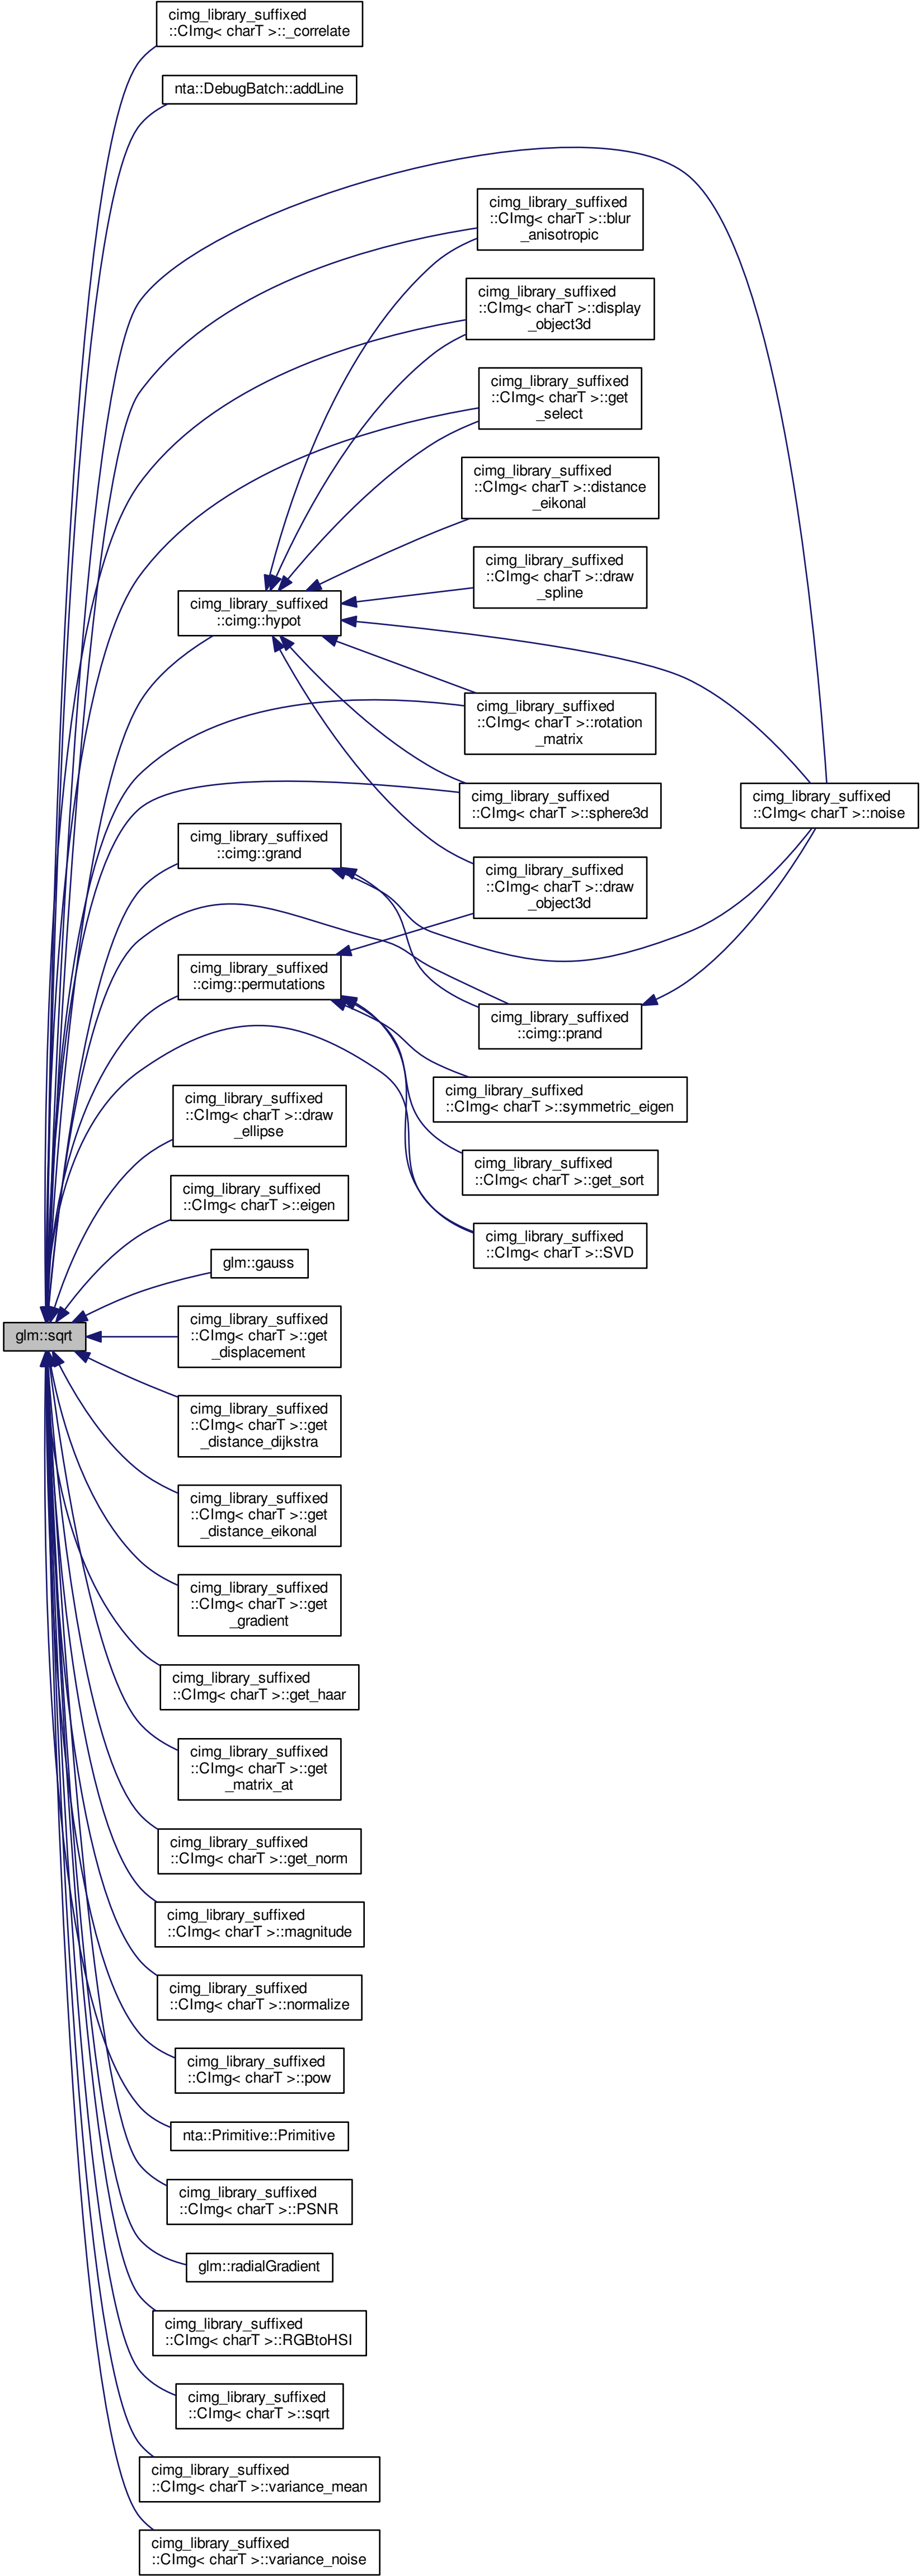 cimg_library_suffixed
::CImg< charT >::_correlate
nta::DebugBatch::addLine
cimg_library_suffixed
::CImg< charT >::blur
_anisotropic
cimg_library_suffixed
::CImg< charT >::display
_object3d
cimg_library_suffixed
::CImg< charT >::get
_select
cimg_library_suffixed
::CImg< charT >::distance
_eikonal
cimg_library_suffixed
::CImg< charT >::draw
_spline
cimg_library_suffixed
::cimg::hypot
cimg_library_suffixed
::CImg< charT >::rotation
_matrix
cimg_library_suffixed
::CImg< charT >::sphere3d
cimg_library_suffixed
::CImg< charT >::noise
cimg_library_suffixed
::cimg::grand
cimg_library_suffixed
::CImg< charT >::draw
_object3d
cimg_library_suffixed
::cimg::permutations
cimg_library_suffixed
::cimg::prand
cimg_library_suffixed
::CImg< charT >::symmetric_eigen
cimg_library_suffixed
::CImg< charT >::draw
_ellipse
cimg_library_suffixed
::CImg< charT >::get_sort
cimg_library_suffixed
::CImg< charT >::eigen
cimg_library_suffixed
::CImg< charT >::SVD
glm::gauss
glm::sqrt
cimg_library_suffixed
::CImg< charT >::get
_displacement
cimg_library_suffixed
::CImg< charT >::get
_distance_dijkstra
cimg_library_suffixed
::CImg< charT >::get
_distance_eikonal
cimg_library_suffixed
::CImg< charT >::get
_gradient
cimg_library_suffixed
::CImg< charT >::get_haar
cimg_library_suffixed
::CImg< charT >::get
_matrix_at
cimg_library_suffixed
::CImg< charT >::get_norm
cimg_library_suffixed
::CImg< charT >::magnitude
cimg_library_suffixed
::CImg< charT >::normalize
cimg_library_suffixed
::CImg< charT >::pow
nta::Primitive::Primitive
cimg_library_suffixed
::CImg< charT >::PSNR
glm::radialGradient
cimg_library_suffixed
::CImg< charT >::RGBtoHSI
cimg_library_suffixed
::CImg< charT >::sqrt
cimg_library_suffixed
::CImg< charT >::variance_mean
cimg_library_suffixed
::CImg< charT >::variance_noise